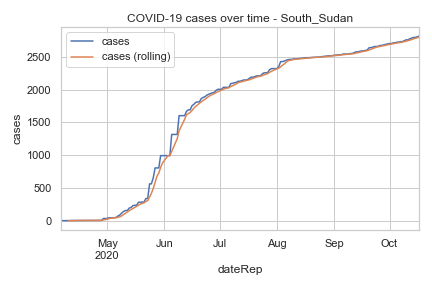 COVID-19 cases over time - South_Sudan
cases
cases (rolling)
cases
2500
2000
1500
1000
500
0
May
2020
Jun
Jul
Aug
Sep
Oct
dateRep